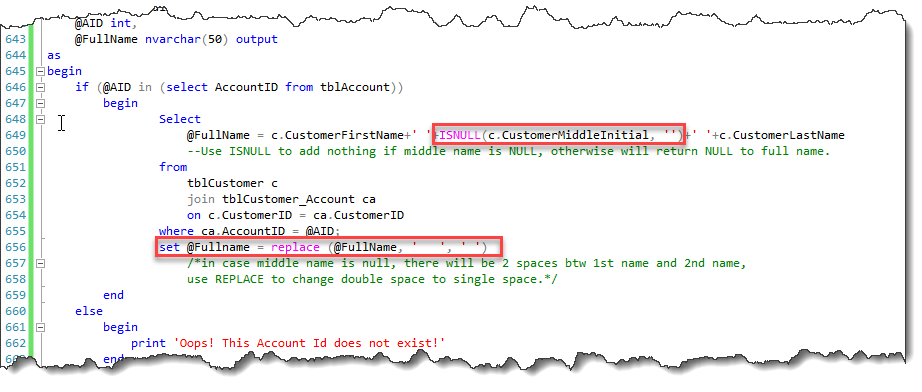 @AID int,
643 @FullName nvarchar(50) output
644 as
645 begin
646 if (@AID in (select AccountID from tblAccount))
647 begin
648 Select
649 @FullName = c.CustomerFirstName+' '+ISNULL(c.CustomerMiddleInitial, '')+' '+c.CustomerLastName
650 --Use ISNULL to add nothing if middle name is NULL, otherwise will return NULL to full name.
651 from
652 tblCustomer c
653 join tblCustomer_Account ca
654 on c.CustomerID = ca.CustomerID
655 where ca.AccountID = @AID;
656 set @Fullname = replace (@FullName, '  ', ' ')
657 /*in case middle name is null, there will be 2 spaces btw 1st name and 2nd name,
658 use REPLACE to change double space to single space.*/
659 end
660 else
661 begin
662 print 'Oops! This Account Id does not exist!'
end